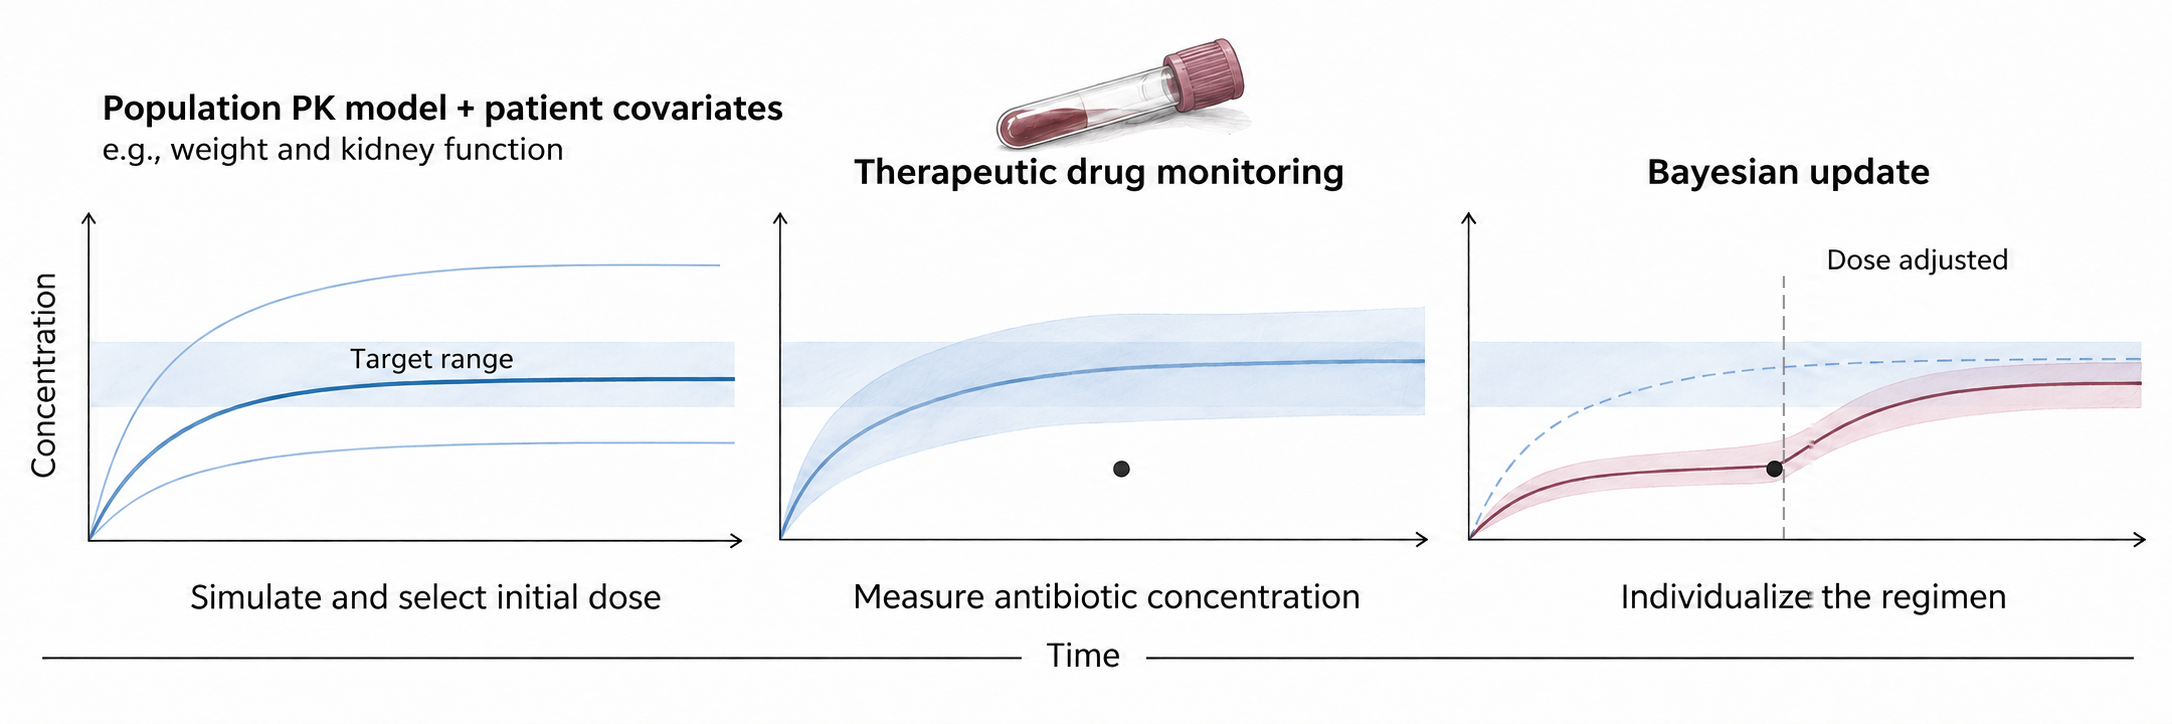 Population PK model + patient covariates
e.g., weight and kidney function
Therapeutic drug monitoring
Bayesian update
Concentration
Target range
Dose adjusted
Simulate and select initial dose
Measure antibiotic concentration
Individualize the regimen
Time